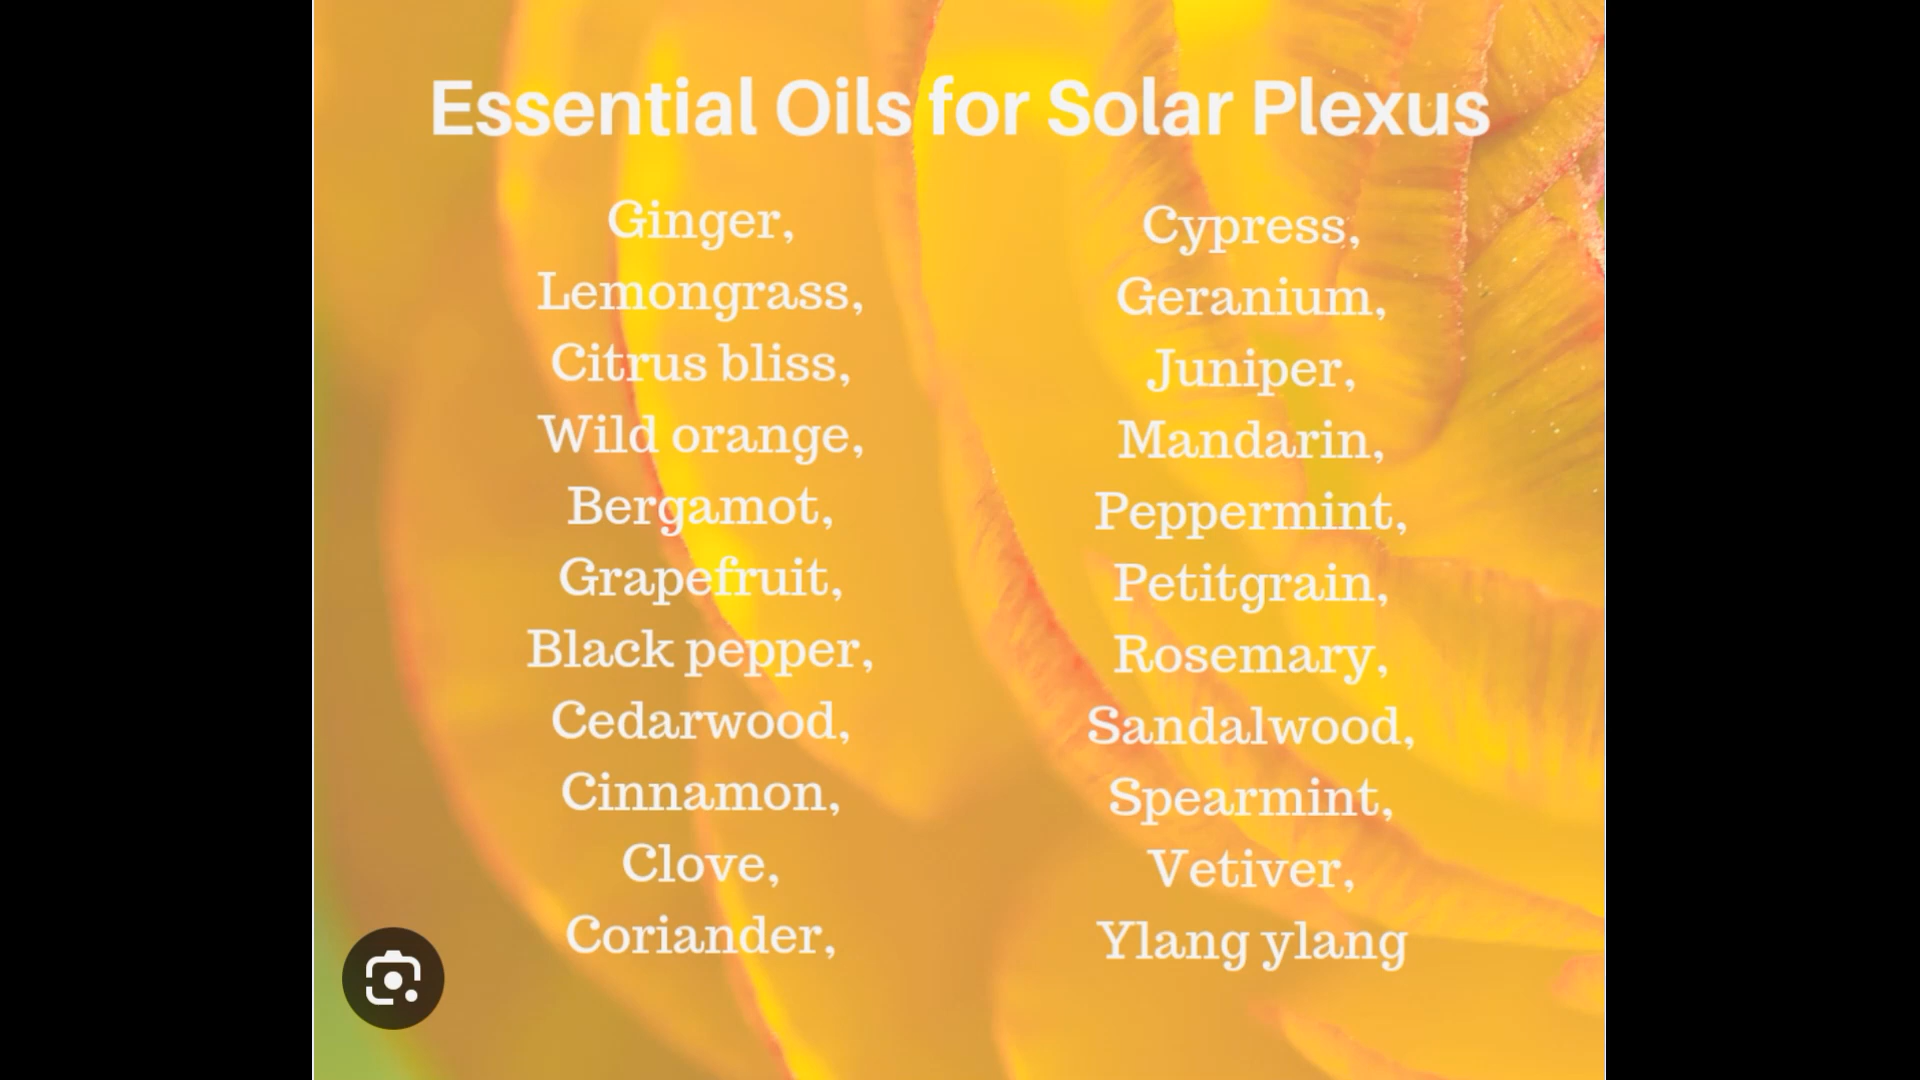 Essential Oils for Solar Plexus
Ginger,
Lemongrass,
Citrus bliss,
Wild orange,
Bergamot,
Grapefruit,
Black pepper,
Cedarwood,
Cinnamon,
Clove,
Coriander,
Cypress,
Geranium,
Juniper,
Mandarin,
Peppermint,
Petitgrain,
Rosemary,
Sandalwood,
Spearmint,
Vetiver,
Ylang ylang